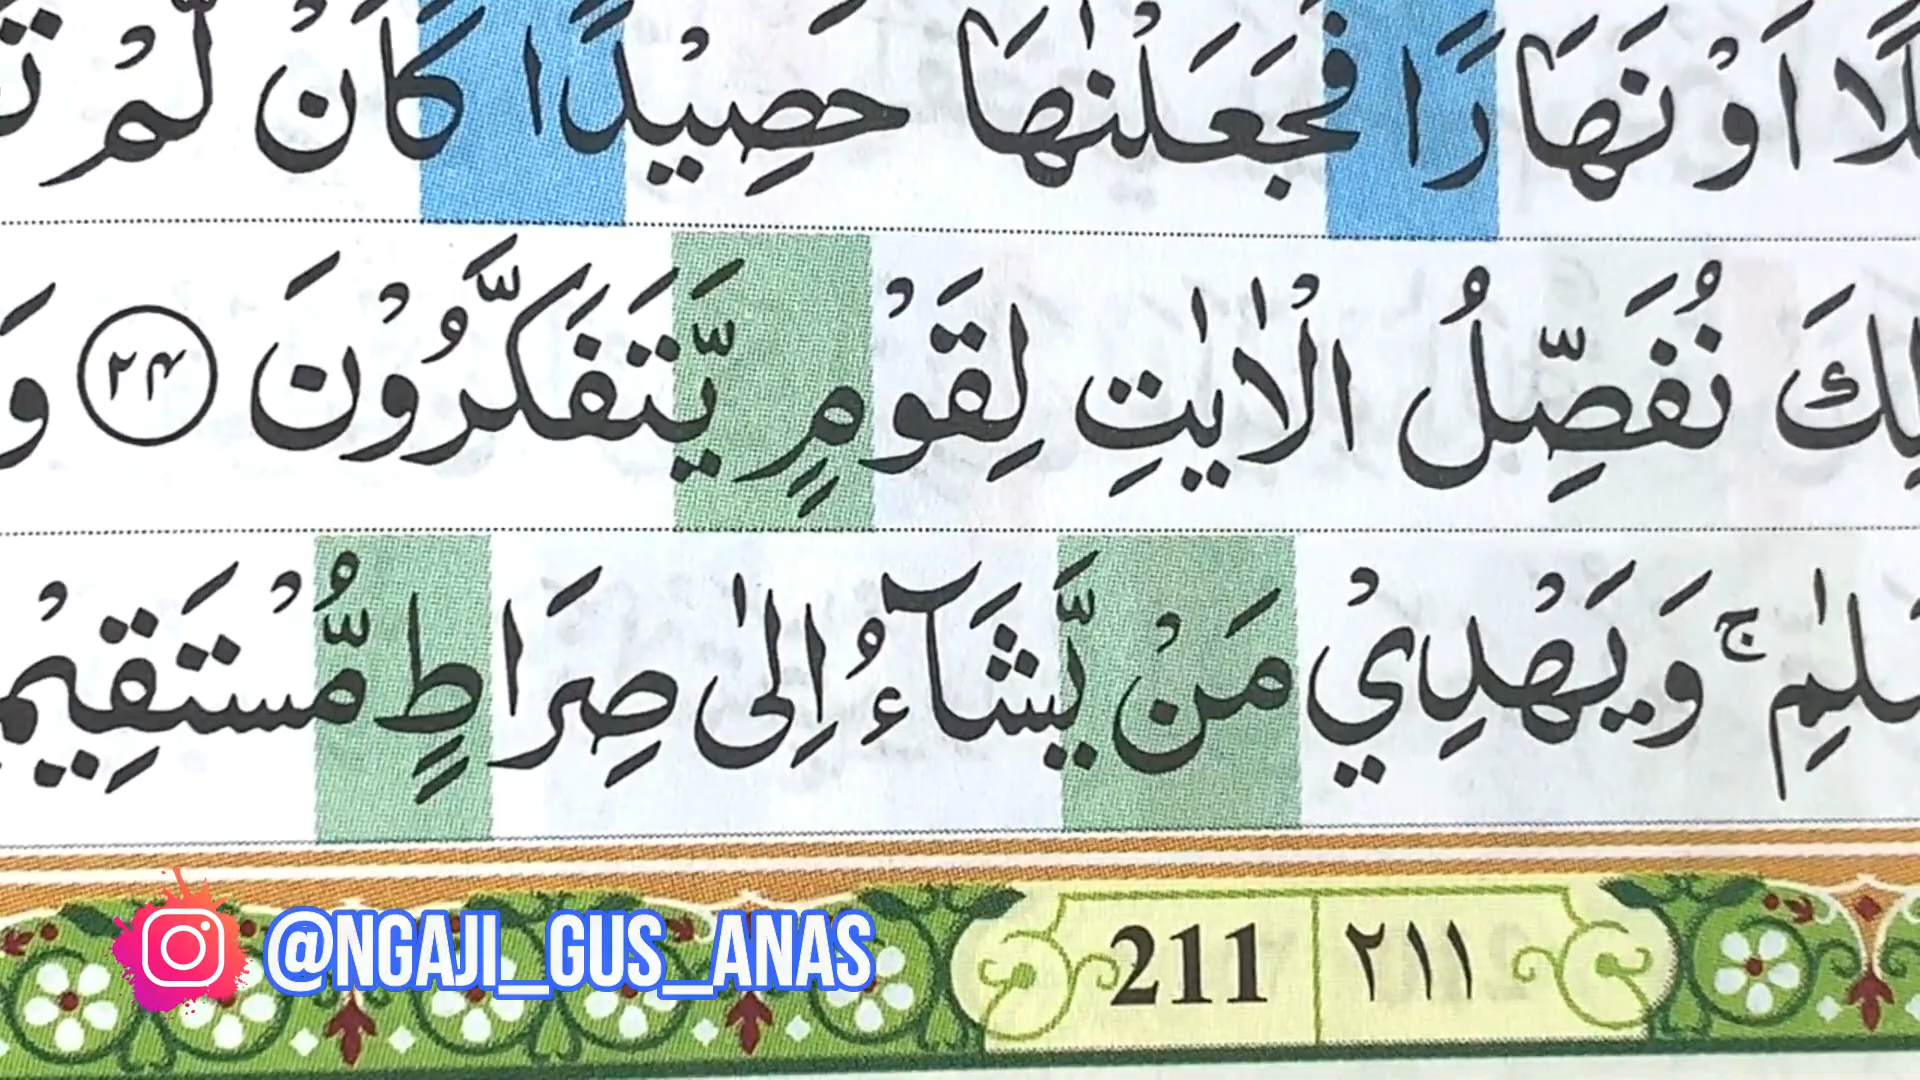 اَوْ نَهَارًا فَجَعَلْنٰهَا حَصِيْدًا كَاَنْ لَّمْ
نُفَصِّلُ الْاٰيٰتِ لِقَوْمٍ يَّتَفَكَّرُوْنَ ۝٢٤
وَيَهْدِيْ مَنْ يَّشَاۤءُ اِلٰى صِرَاطٍ مُّسْتَقِيْمٍ
211 ٢١١
@NGAJI_GUS_ANAS